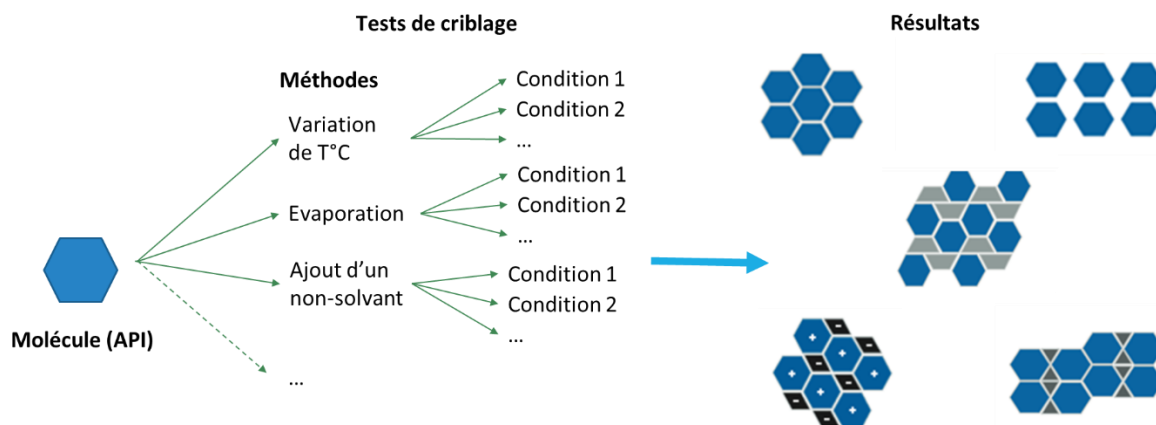 Tests de criblage
Résultats
Méthodes
Variation
de T°C
Condition 1
Condition 2
...
Evaporation
Condition 1
Condition 2
...
Ajout d'un
non-solvant
Condition 1
Condition 2
...
...
Molécule (API)
+
+
+
+
+
+
-
-
-
-
-
-